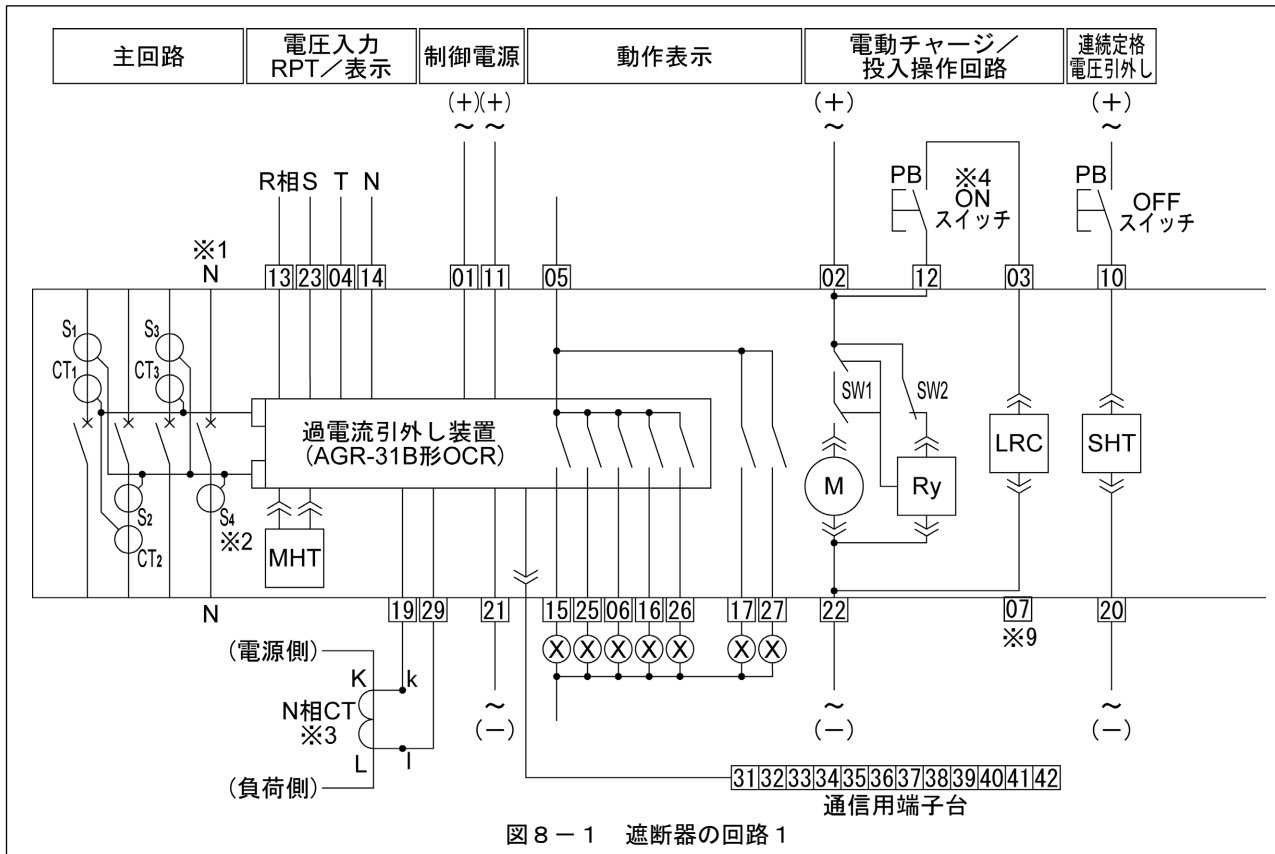 主回路
電圧入力
RPT／表示
制御電源
動作表示
電動チャージ／
投入操作回路
連続定格
電圧引外し
(＋)(＋)
～ ～
(＋)
～
(＋)
～
R相 S T N
PB
※4
ON
スイッチ
PB
OFF
スイッチ
※1
N
13 23 04 14 01 11 05 02 12 03 10
S1
S3
CT1
CT3
SW1
SW2
過電流引外し装置
(AGR-31B形OCR)
LRC
SHT
M
Ry
S2
S4
※2
CT2
MHT
N
19 29 21 15 25 06 16 26 17 27 22 07 20
※9
X X X X X X X
(電源側)
K k
N相CT
※3
L l
(負荷側)
～
(－)
～
(－)
～
(－)
31 32 33 34 35 36 37 38 39 40 41 42
通信用端子台
図８－１ 遮断器の回路１